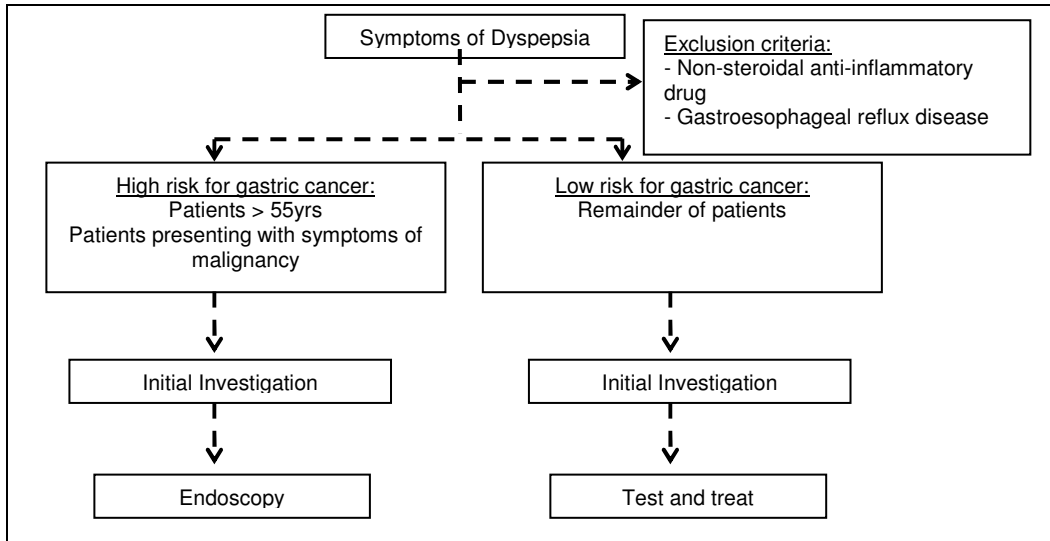 Symptoms of Dyspepsia
Exclusion criteria:
- Non-steroidal anti-inflammatory
drug
- Gastroesophageal reflux disease
High risk for gastric cancer:
Patients > 55yrs
Patients presenting with symptoms of
malignancy
Low risk for gastric cancer:
Remainder of patients
Initial Investigation
Initial Investigation
Endoscopy
Test and treat